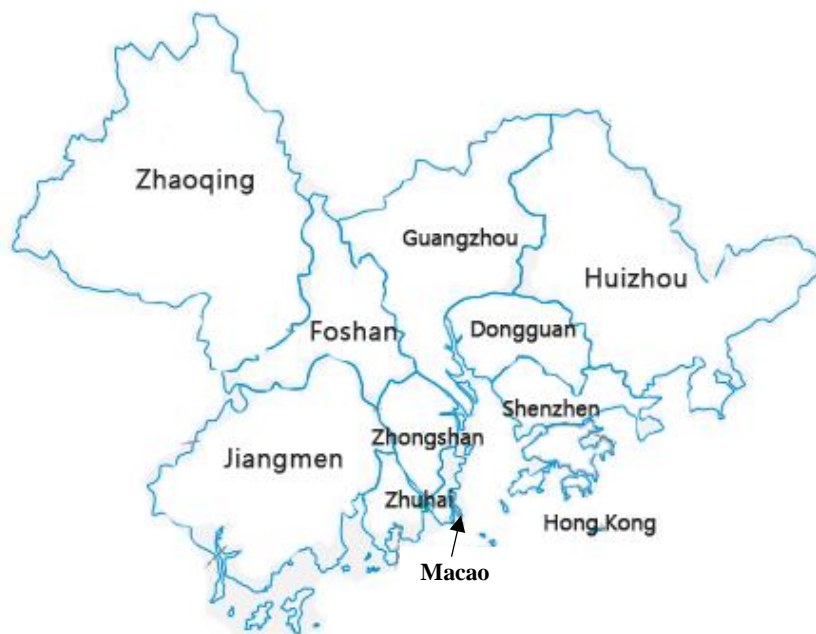 Zhaoqing
Guangzhou
Huizhou
Foshan
Dongguan
Shenzhen
Zhongshan
Jiangmen
Zhuhai
Hong Kong
Macao